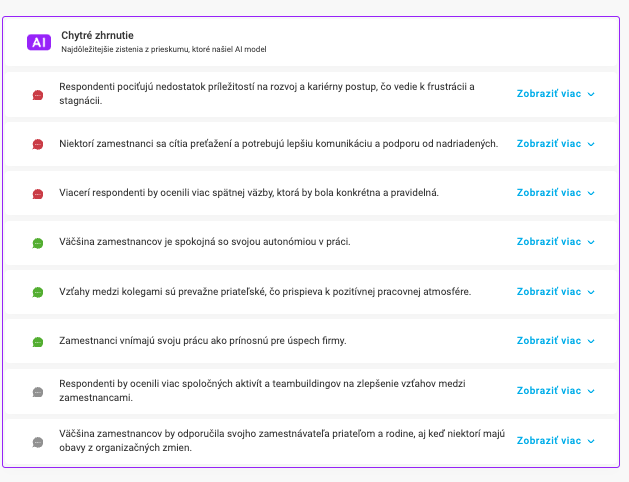 AI
Chytré zhrnutie
Najdôležitejšie zistenia z prieskumu, ktoré našiel AI model
Respondenti pociťujú nedostatok príležitostí na rozvoj a kariérny postup, čo vedie k frustrácii a
stagnácii.
Zobraziť viac
Niektorí zamestnanci sa cítia preťažení a potrebujú lepšiu komunikáciu a podporu od nadriadených.
Zobraziť viac
Viacerí respondenti by ocenili viac spätnej väzby, ktorá by bola konkrétna a pravidelná.
Zobraziť viac
Väčšina zamestnancov je spokojná so svojou autonómiou v práci.
Zobraziť viac
Vzťahy medzi kolegami sú prevažne priateľské, čo prispieva k pozitívnej pracovnej atmosfére.
Zobraziť viac
Zamestnanci vnímajú svoju prácu ako prínosnú pre úspech firmy.
Zobraziť viac
Respondenti by ocenili viac spoločných aktivít a teambuildingov na zlepšenie vzťahov medzi
zamestnancami.
Zobraziť viac
Väčšina zamestnancov by odporučila svojho zamestnávateľa priateľom a rodine, aj keď niektorí majú
obavy z organizačných zmien.
Zobraziť viac